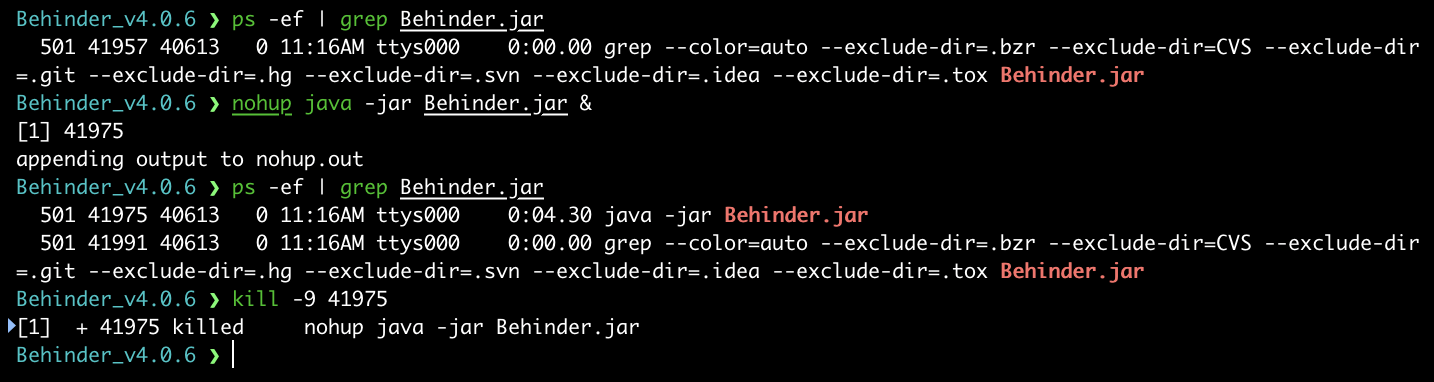 Behinder_v4.0.6 ❯ ps -ef | grep Behinder.jar
  501 41957 40613   0 11:16AM ttys000    0:00.00 grep --color=auto --exclude-dir=.bzr --exclude-dir=CVS --exclude-dir
=.git --exclude-dir=.hg --exclude-dir=.svn --exclude-dir=.idea --exclude-dir=.tox Behinder.jar
Behinder_v4.0.6 ❯ nohup java -jar Behinder.jar &
[1] 41975
appending output to nohup.out
Behinder_v4.0.6 ❯ ps -ef | grep Behinder.jar
  501 41975 40613   0 11:16AM ttys000    0:04.30 java -jar Behinder.jar
  501 41991 40613   0 11:16AM ttys000    0:00.00 grep --color=auto --exclude-dir=.bzr --exclude-dir=CVS --exclude-dir
=.git --exclude-dir=.hg --exclude-dir=.svn --exclude-dir=.idea --exclude-dir=.tox Behinder.jar
Behinder_v4.0.6 ❯ kill -9 41975
[1]  + 41975 killed     nohup java -jar Behinder.jar
Behinder_v4.0.6 ❯